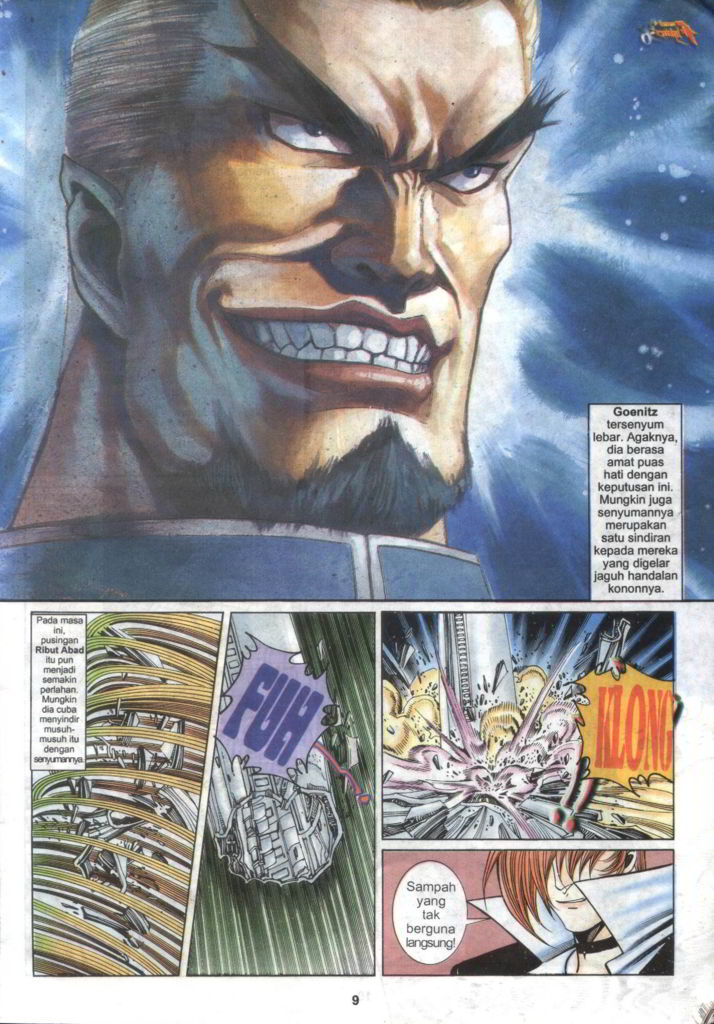 Goenitz
tersenyum
lebar. Agaknya,
dia berasa
amat puas
hati dengan
keputusan ini.
Mungkin juga
senyumannya
merupakan
satu sindiran
kepada mereka
yang digelar
jaguh handalan
kononnya.
Pada masa
ini,
pusingan
Ribut Abad
itu pun
menjadi
semakin
perlahan.
Mungkin
dia cuba
menyindir
musuh-
musuh itu
dengan
senyumannya.
FUH
KLONG
Sampah
yang
tak
berguna
langsung!
9